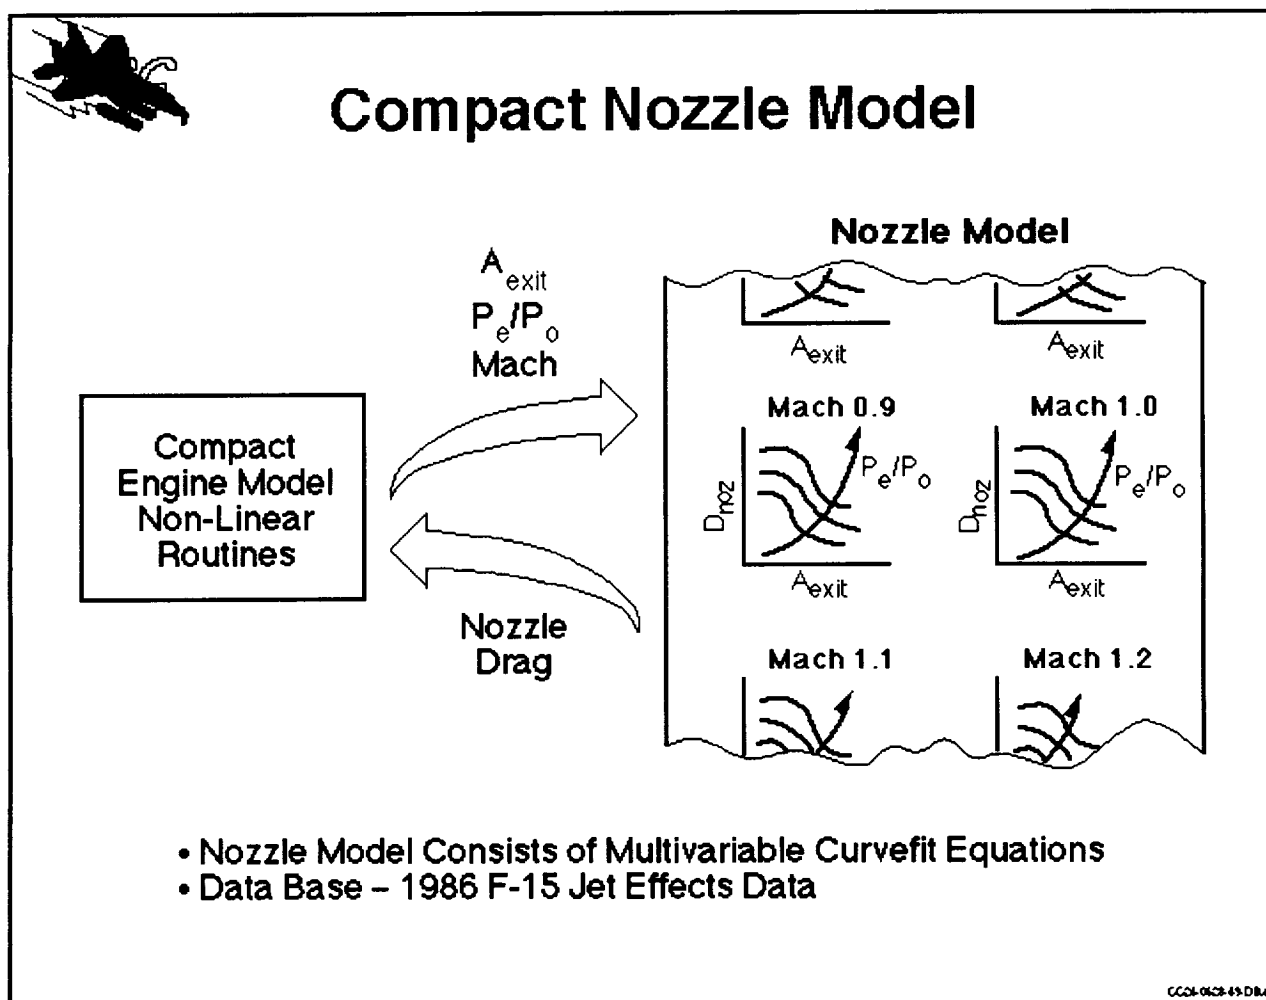 Compact Nozzle Model
A exit
P e/P o
Mach
Nozzle Model
A exit
A exit
Compact
Engine Model
Non-Linear
Routines
Mach 0.9
Mach 1.0
P e/P o
P e/P o
D noz
D noz
A exit
A exit
Nozzle
Drag
Mach 1.1
Mach 1.2
• Nozzle Model Consists of Multivariable Curvefit Equations
• Data Base – 1986 F-15 Jet Effects Data